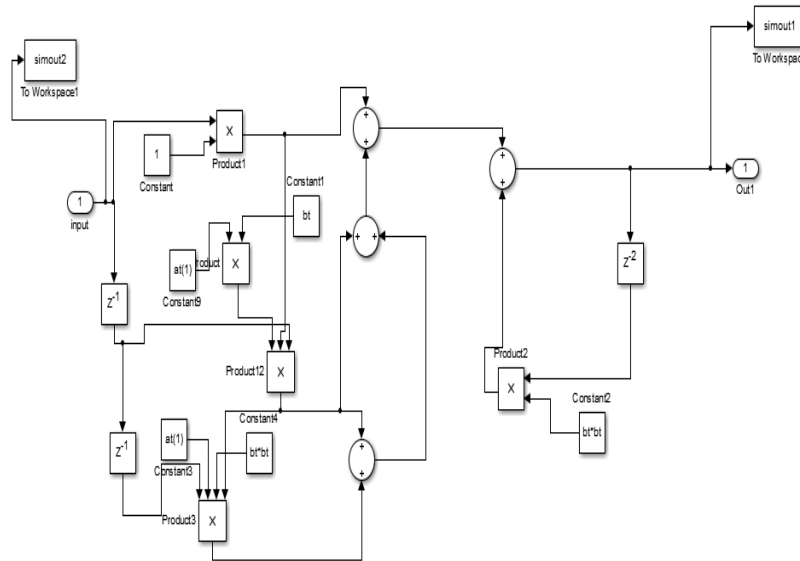 simout1
To Workspac
simout2
To Workspace1
+
+
X
Product1
1
Constant
+
+
1
Out1
Constant1
1
input
bt
+ +
at(1)
roduct
X
Z-2
Constant9
Z-1
Product2
Product12
X
X
Constant2
Constant4
at(1)
bt*bt
bt*bt
Z-1
+
+
Constant3
Product3
X